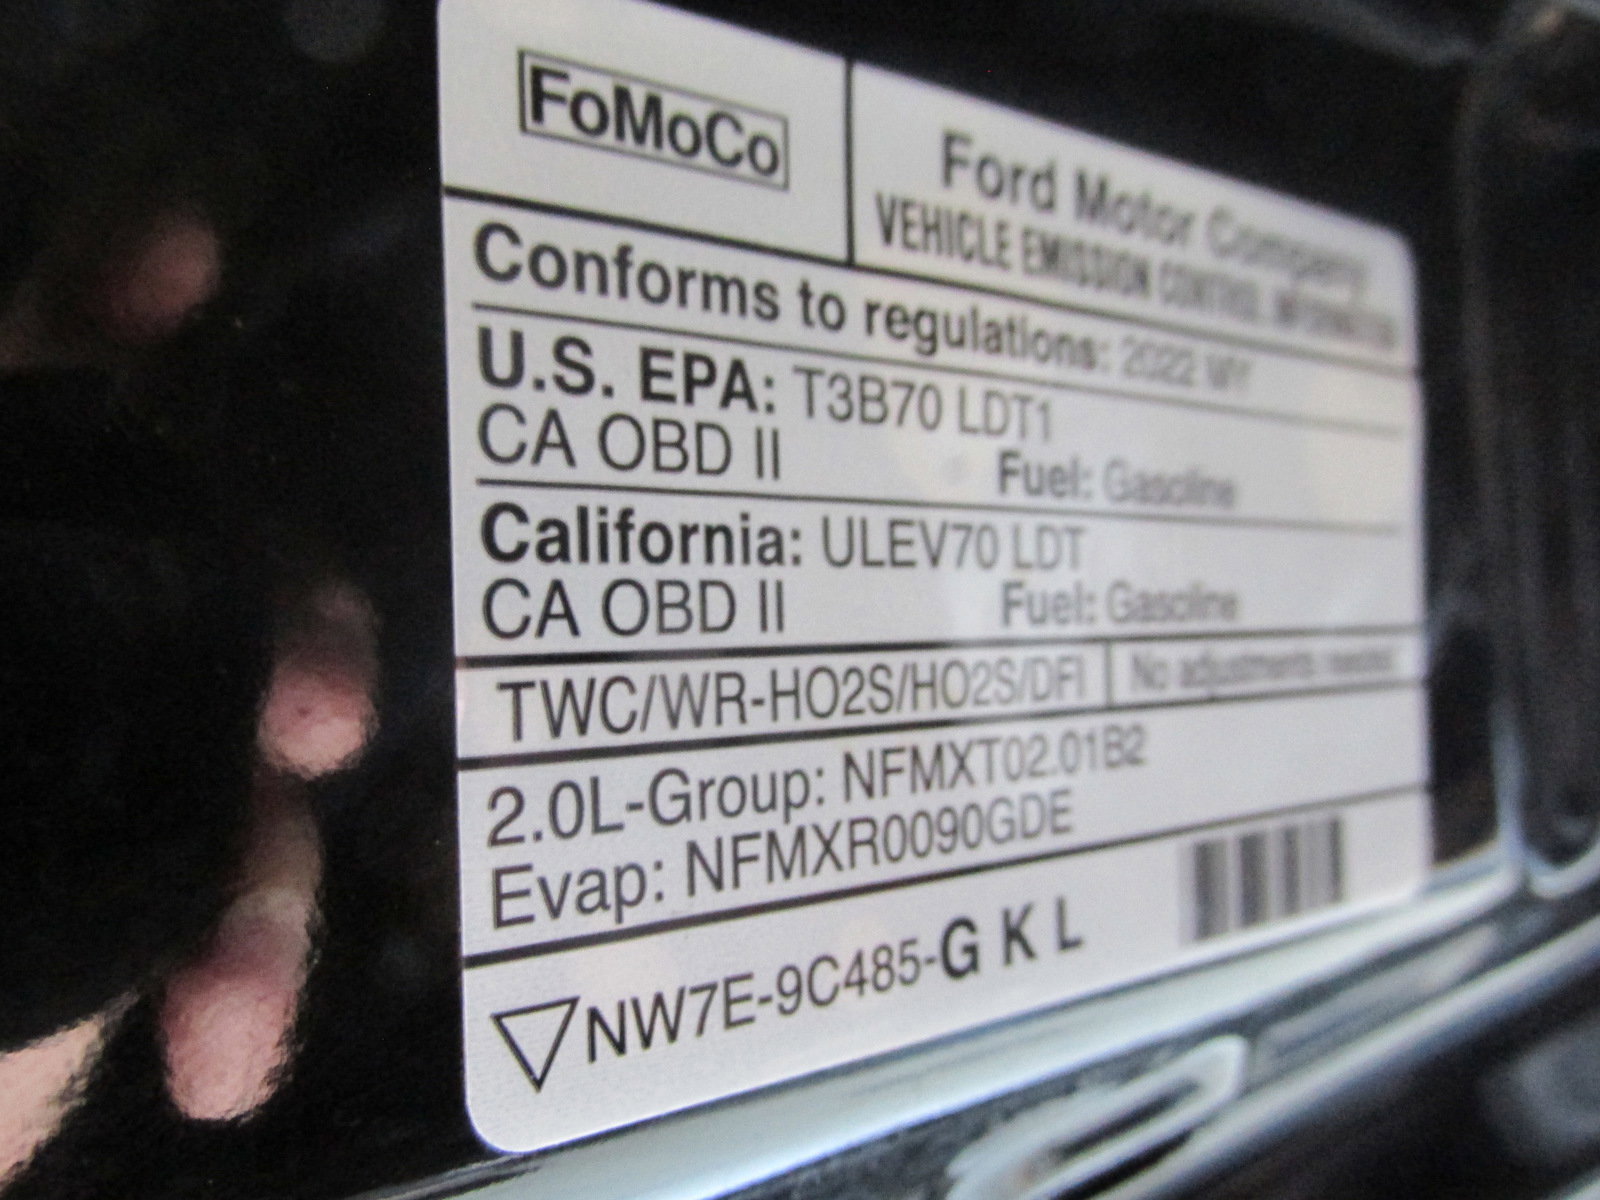 FoMoCo
Ford Motor Company
VEHICLE EMISSION CONTROL INFORMATION
Conforms to regulations: 2022 MY
U.S. EPA: T3B70 LDT1
CA OBD II Fuel: Gasoline
California: ULEV70 LDT
CA OBD II Fuel: Gasoline
TWC/WR-HO2S/HO2S/DFI No adjustments needed
2.0L-Group: NFMXT02.01B2
Evap: NFMXR0090GDE
NW7E-9C485-G K L